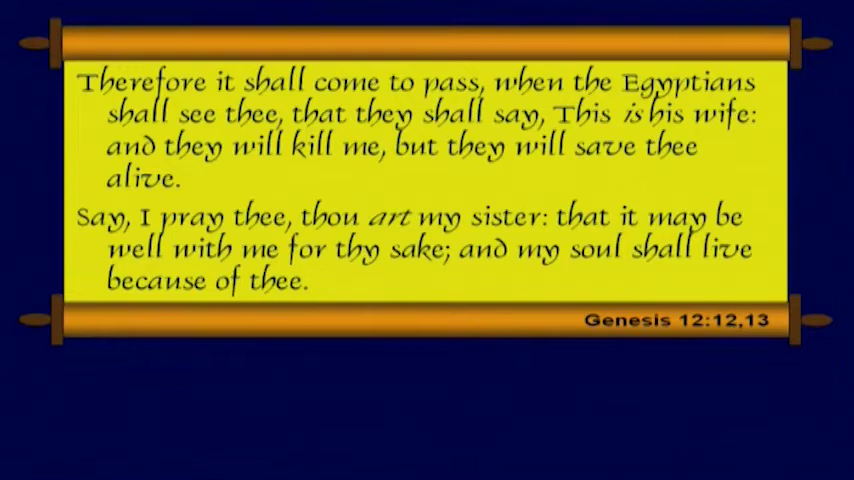 Therefore it shall come to pass, when the Egyptians
shall see thee, that they shall say, This is his wife:
and they will kill me, but they will save thee
alive.
Say, I pray thee, thou art my sister: that it may be
well with me for thy sake; and my soul shall live
because of thee.
Genesis 12:12,13